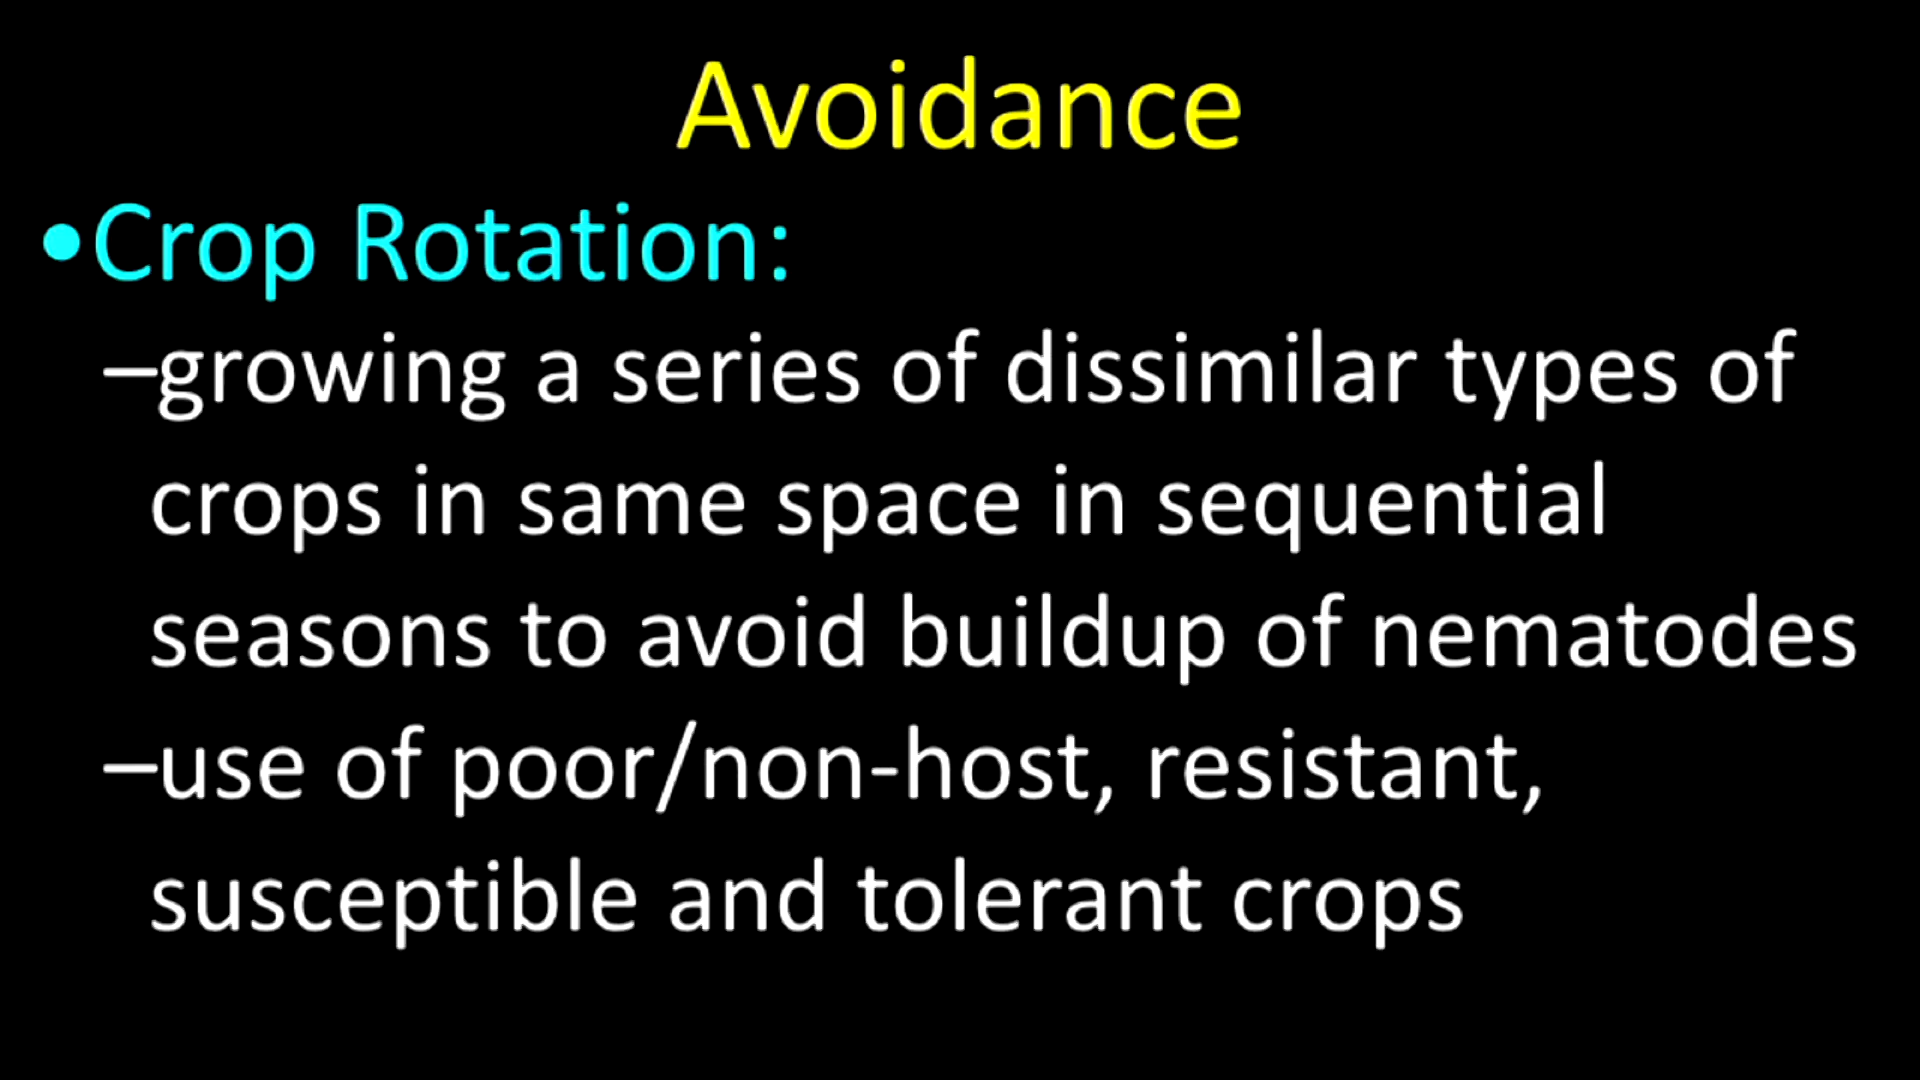 Avoidance
•Crop Rotation:
–growing a series of dissimilar types of
crops in same space in sequential
seasons to avoid buildup of nematodes
–use of poor/non-host, resistant,
susceptible and tolerant crops